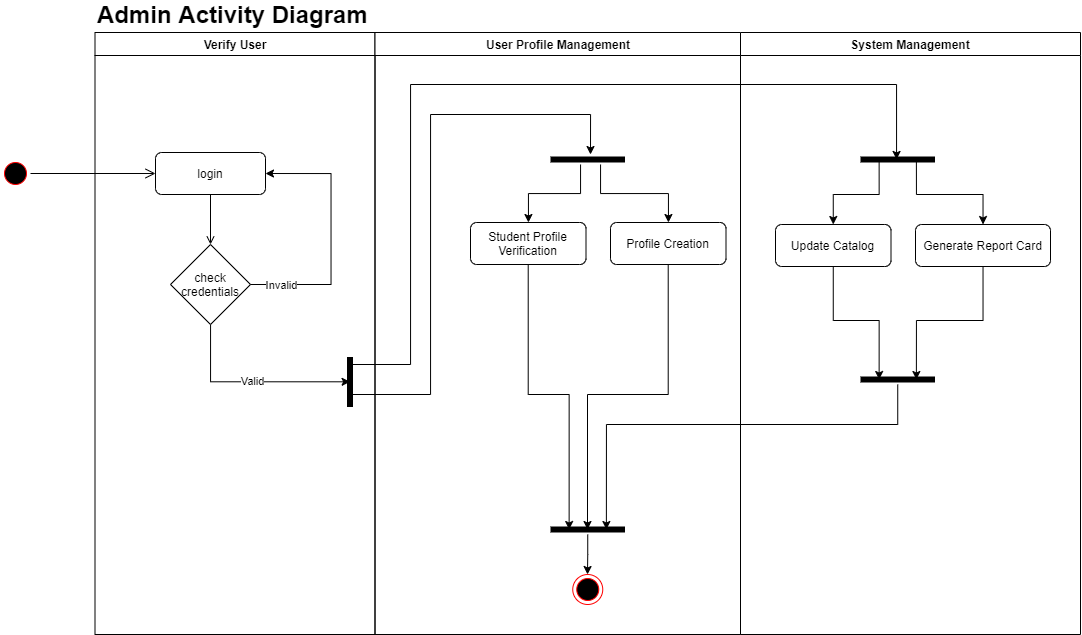 Admin Activity Diagram
Verify User
User Profile Management
System Management
login
check
credentials
Invalid
Valid
Student Profile
Verification
Profile Creation
Update Catalog
Generate Report Card